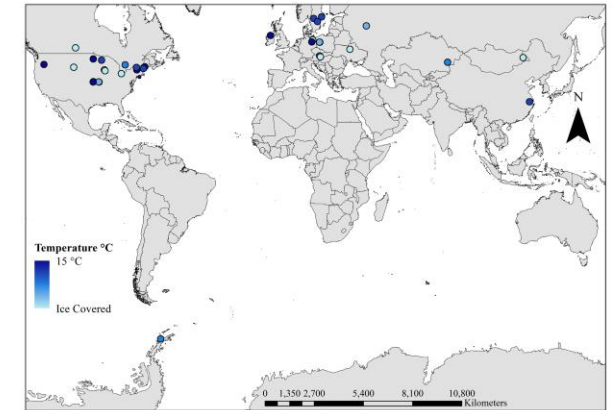 N
Temperature °C
15 °C
Ice Covered
0 1,350 2,700 5,400 8,100 10,800
Kilometers